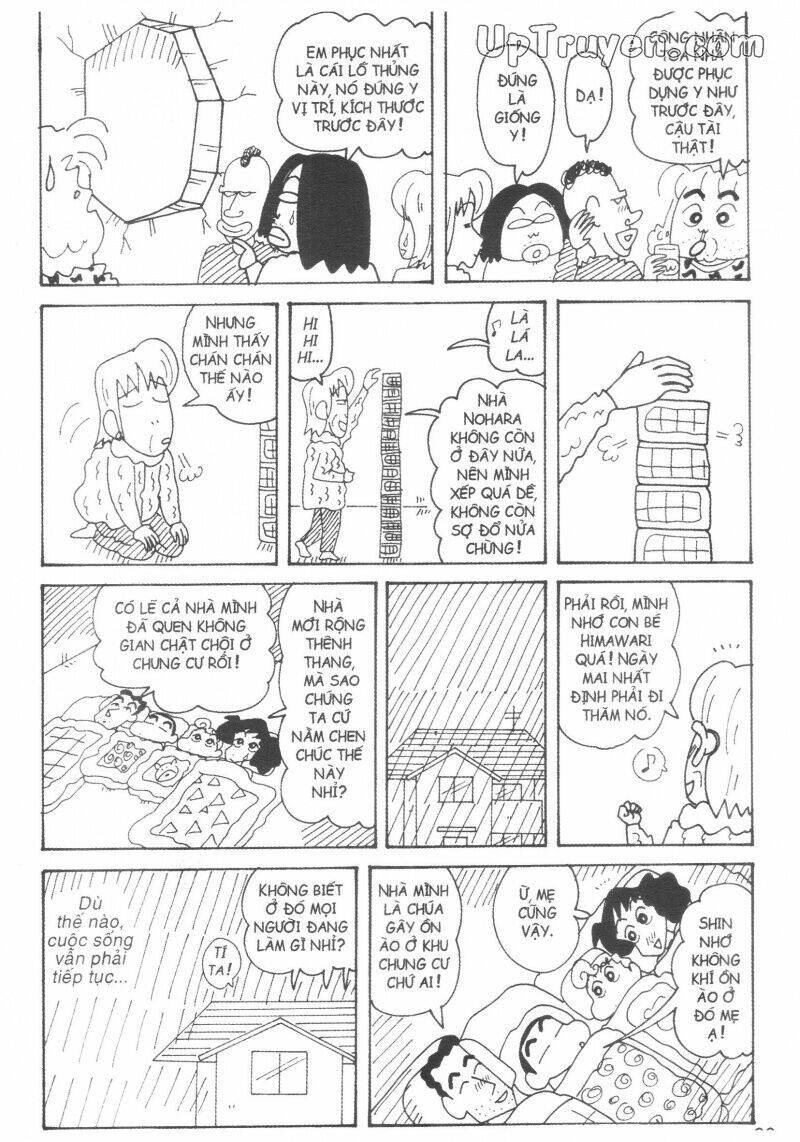 UpTruyen.com
EM PHỤC NHẤT
LÀ CÁI LỖ THỦNG
NÀY, NÓ ĐÚNG Y
VỊ TRÍ, KÍCH THƯỚC
TRƯỚC ĐÂY!
ĐÚNG
LÀ
GIỐNG
Y!
DẠ!
CÔNG NHẬN
TOÀ NHÀ
ĐƯỢC PHỤC
DỰNG Y NHƯ
TRƯỚC ĐÂY,
CẬU TÀI
THẬT!
NHƯNG
MÌNH THẤY
CHÁN CHÁN
THẾ NÀO
ẤY!
HI
HI
HI...
LÀ
LÁ
LA...
NHÀ
NOHARA
KHÔNG CÒN
Ở ĐÂY NỮA,
NÊN MÌNH
XẾP QUÁ DỄ,
KHÔNG CÒN
SỢ ĐỔ NỬA
CHỪNG!
CÓ LẼ CẢ NHÀ MÌNH
ĐÃ QUEN KHÔNG
GIAN CHẬT CHỘI Ở
CHUNG CƯ RỒI!
NHÀ
MỚI RỘNG
THÊNH
THANG,
MÀ SAO
CHÚNG
TA CỨ
NẰM CHEN
CHÚC THẾ
NÀY
NHỈ?
PHẢI RỒI, MÌNH
NHỚ CON BÉ
HIMAWARI
QUÁ! NGÀY
MAI NHẤT
ĐỊNH PHẢI ĐI
THĂM NÓ.
Dù
thế nào,
cuộc sống
vẫn phải
tiếp tục...
TI
TA!
KHÔNG BIẾT
Ở ĐÓ MỌI
NGƯỜI ĐANG
LÀM GÌ NHỈ?
NHÀ MÌNH
LÀ CHÚA
GÂY ỒN
ÀO Ở KHU
CHUNG CƯ
CHỨ AI!
Ừ, MẸ
CŨNG
VẬY.
SHIN
NHỚ
KHÔNG
KHÍ ỒN
ÀO Ở
ĐÓ MẸ
Ạ!